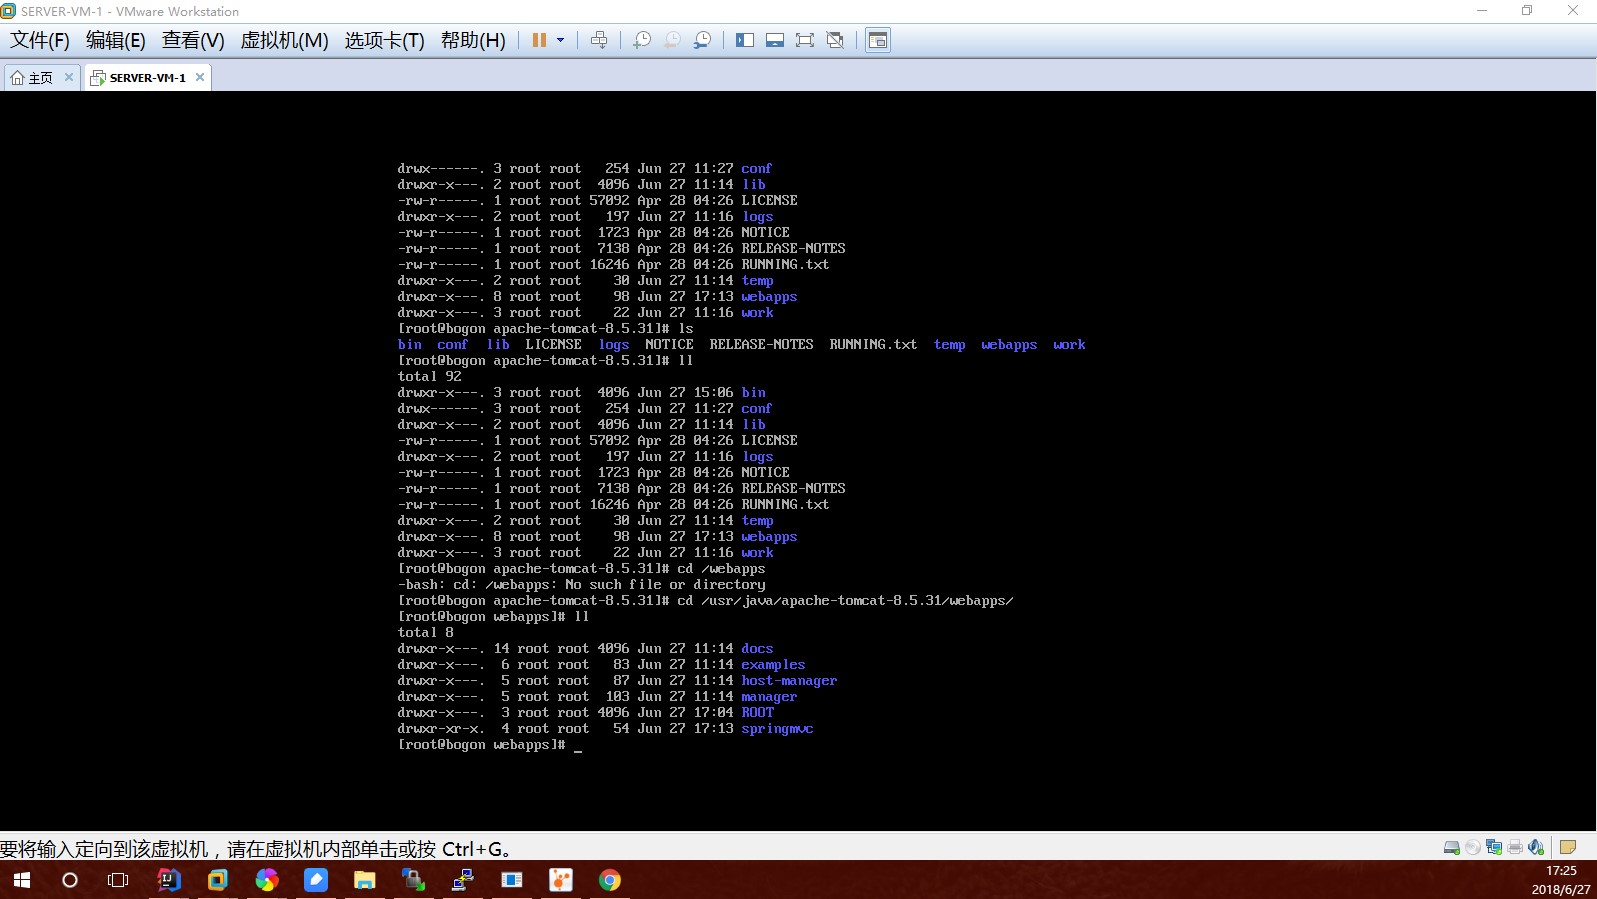 SERVER-VM-1 - VMware Workstation
文件(F) 编辑(E) 查看(V) 虚拟机(M) 选项卡(T) 帮助(H)
主页 SERVER-VM-1
drwx------. 3 root root   254 Jun 27 11:27 conf
drwxr-x---. 2 root root  4096 Jun 27 11:14 lib
-rw-r-----. 1 root root 57092 Apr 28 04:26 LICENSE
drwxr-x---. 2 root root   197 Jun 27 11:16 logs
-rw-r-----. 1 root root  1723 Apr 28 04:26 NOTICE
-rw-r-----. 1 root root  7138 Apr 28 04:26 RELEASE-NOTES
-rw-r-----. 1 root root 16246 Apr 28 04:26 RUNNING.txt
drwxr-x---. 2 root root    30 Jun 27 11:14 temp
drwxr-x---. 8 root root    98 Jun 27 17:13 webapps
drwxr-x---. 3 root root    22 Jun 27 11:16 work
[root@bogon apache-tomcat-8.5.31]# ls
bin  conf  lib  LICENSE  logs  NOTICE  RELEASE-NOTES  RUNNING.txt  temp  webapps  work
[root@bogon apache-tomcat-8.5.31]# ll
total 92
drwxr-x---. 3 root root  4096 Jun 27 15:06 bin
drwx------. 3 root root   254 Jun 27 11:27 conf
drwxr-x---. 2 root root  4096 Jun 27 11:14 lib
-rw-r-----. 1 root root 57092 Apr 28 04:26 LICENSE
drwxr-x---. 2 root root   197 Jun 27 11:16 logs
-rw-r-----. 1 root root  1723 Apr 28 04:26 NOTICE
-rw-r-----. 1 root root  7138 Apr 28 04:26 RELEASE-NOTES
-rw-r-----. 1 root root 16246 Apr 28 04:26 RUNNING.txt
drwxr-x---. 2 root root    30 Jun 27 11:14 temp
drwxr-x---. 8 root root    98 Jun 27 17:13 webapps
drwxr-x---. 3 root root    22 Jun 27 11:16 work
[root@bogon apache-tomcat-8.5.31]# cd /webapps
-bash: cd: /webapps: No such file or directory
[root@bogon apache-tomcat-8.5.31]# cd /usr/java/apache-tomcat-8.5.31/webapps/
[root@bogon webapps]# ll
total 8
drwxr-x---. 14 root root 4096 Jun 27 11:14 docs
drwxr-x---.  6 root root   83 Jun 27 11:14 examples
drwxr-x---.  5 root root   87 Jun 27 11:14 host-manager
drwxr-x---.  5 root root  103 Jun 27 11:14 manager
drwxr-x---.  3 root root 4096 Jun 27 17:04 ROOT
drwxr-xr-x.  4 root root   54 Jun 27 17:13 springmvc
[root@bogon webapps]# _
要将输入定向到该虚拟机，请在虚拟机内部单击或按 Ctrl+G。
17:25
2018/6/27